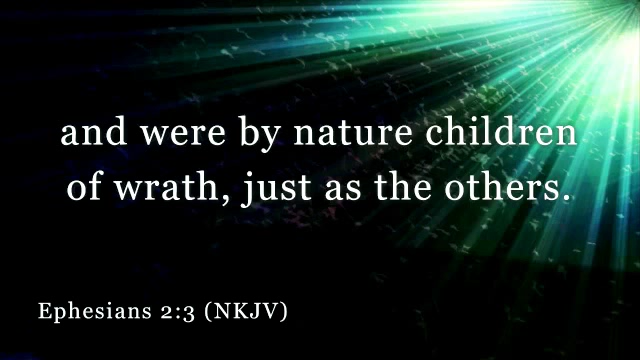 and were by nature children
of wrath, just as the others.
Ephesians 2:3 (NKJV)